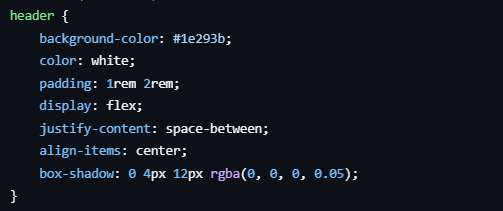 header {
    background-color: #1e293b;
    color: white;
    padding: 1rem 2rem;
    display: flex;
    justify-content: space-between;
    align-items: center;
    box-shadow: 0 4px 12px rgba(0, 0, 0, 0.05);
}